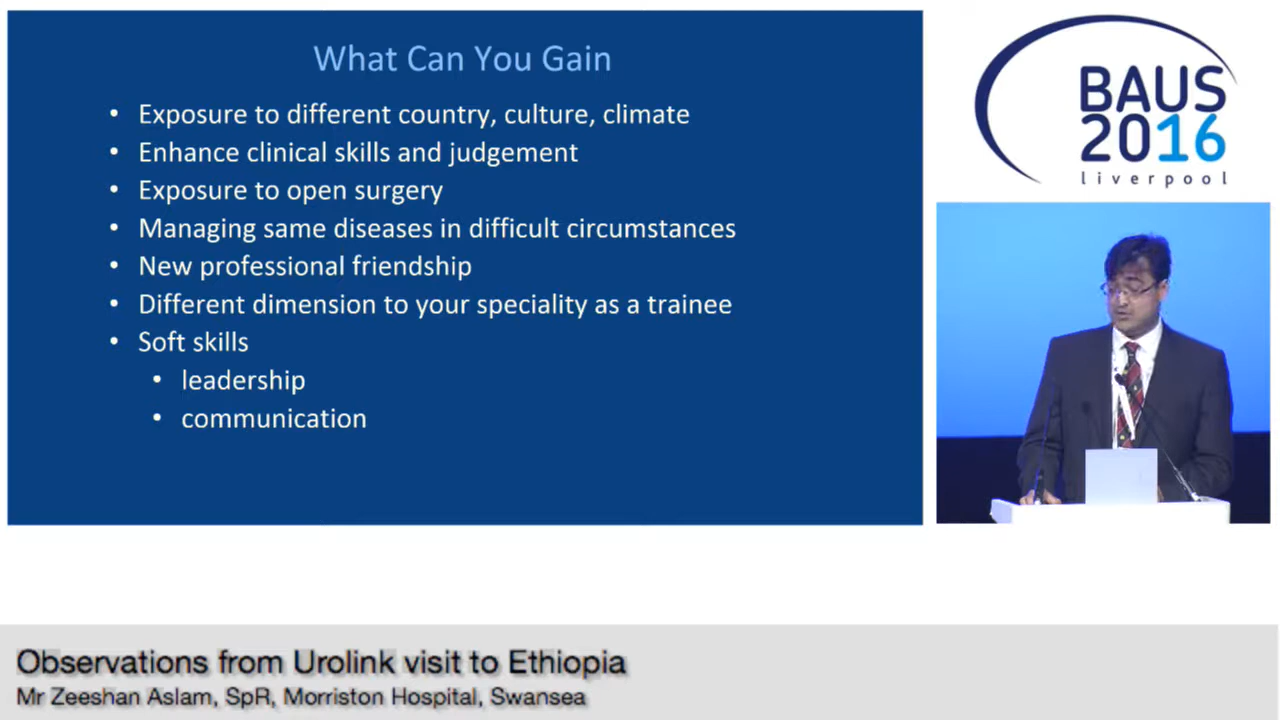 What Can You Gain
• Exposure to different country, culture, climate
• Enhance clinical skills and judgement
• Exposure to open surgery
• Managing same diseases in difficult circumstances
• New professional friendship
• Different dimension to your speciality as a trainee
• Soft skills
• leadership
• communication
BAUS
2016
liverpool
Observations from Urolink visit to Ethiopia
Mr Zeeshan Aslam, SpR, Morriston Hospital, Swansea